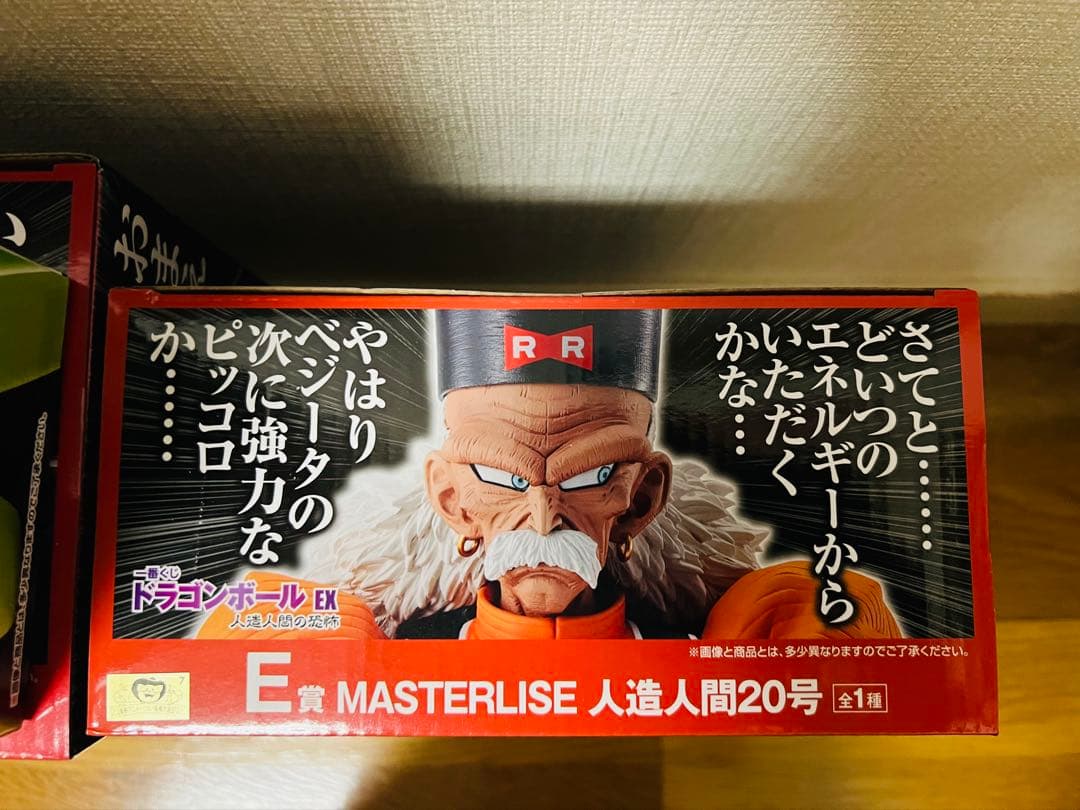 さてと……
どいつの
エネルギーから
いただく
かな…
やはり
ベジータの
次に強力な
ピッコロ
か……
R R
一番くじ
ドラゴンボール EX
人造人間の恐怖
※画像と商品とは、多少異なりますのでご了承ください。
E賞 MASTERLISE 人造人間20号 全1種
い
おまえ